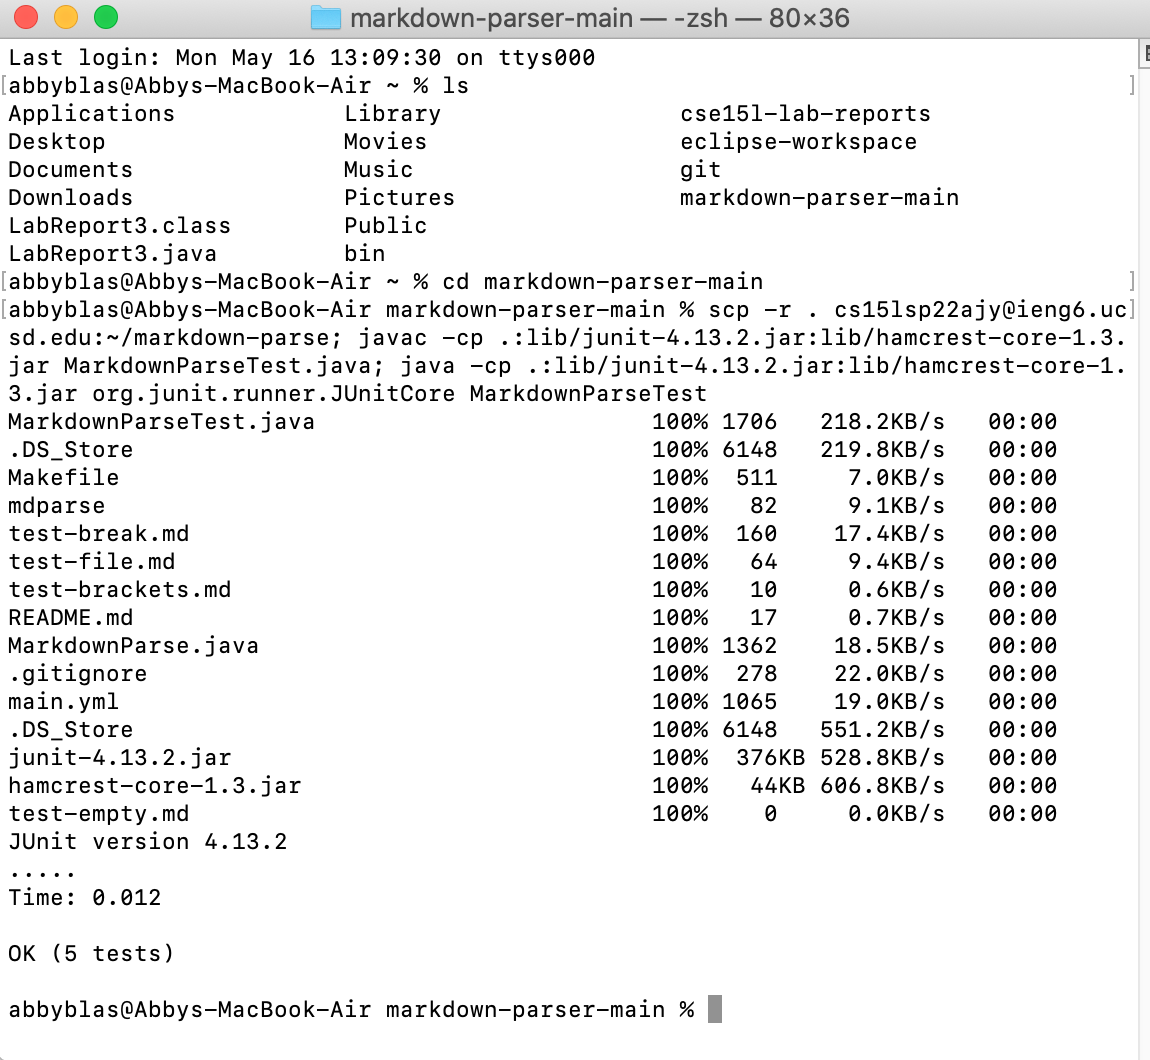 markdown-parser-main — -zsh — 80×36
Last login: Mon May 16 13:09:30 on ttys000
[abbyblas@Abbys-MacBook-Air ~ % ls ]
Applications Library cse15l-lab-reports
Desktop Movies eclipse-workspace
Documents Music git
Downloads Pictures markdown-parser-main
LabReport3.class Public
LabReport3.java bin
[abbyblas@Abbys-MacBook-Air ~ % cd markdown-parser-main ]
[abbyblas@Abbys-MacBook-Air markdown-parser-main % scp -r . cs15lsp22ajy@ieng6.uc]
sd.edu:~/markdown-parse; javac -cp .:lib/junit-4.13.2.jar:lib/hamcrest-core-1.3.
jar MarkdownParseTest.java; java -cp .:lib/junit-4.13.2.jar:lib/hamcrest-core-1.
3.jar org.junit.runner.JUnitCore MarkdownParseTest
MarkdownParseTest.java 100% 1706 218.2KB/s 00:00
.DS_Store 100% 6148 219.8KB/s 00:00
Makefile 100% 511 7.0KB/s 00:00
mdparse 100% 82 9.1KB/s 00:00
test-break.md 100% 160 17.4KB/s 00:00
test-file.md 100% 64 9.4KB/s 00:00
test-brackets.md 100% 10 0.6KB/s 00:00
README.md 100% 17 0.7KB/s 00:00
MarkdownParse.java 100% 1362 18.5KB/s 00:00
.gitignore 100% 278 22.0KB/s 00:00
main.yml 100% 1065 19.0KB/s 00:00
.DS_Store 100% 6148 551.2KB/s 00:00
junit-4.13.2.jar 100% 376KB 528.8KB/s 00:00
hamcrest-core-1.3.jar 100% 44KB 606.8KB/s 00:00
test-empty.md 100% 0 0.0KB/s 00:00
JUnit version 4.13.2
.....
Time: 0.012
OK (5 tests)
abbyblas@Abbys-MacBook-Air markdown-parser-main %